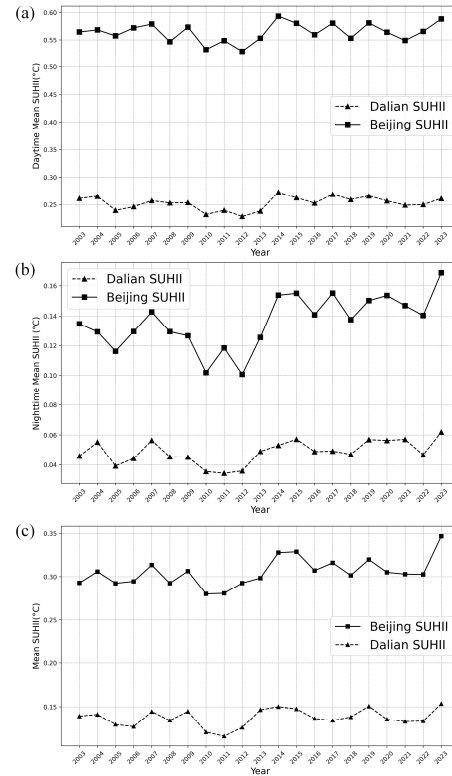 (a)
Daytime Mean SUHII(°C)
0.60
0.55
0.50
0.45
0.40
0.35
0.30
0.25
Dalian SUHII
Beijing SUHII
2003 2004 2005 2006 2007 2008 2009 2010 2011 2012 2013 2014 2015 2016 2017 2018 2019 2020 2021 2022 2023
Year
(b)
Nighttime Mean SUHII (℃)
0.16
0.14
0.12
0.10
0.08
0.06
0.04
Dalian SUHII
Beijing SUHII
2003 2004 2005 2006 2007 2008 2009 2010 2011 2012 2013 2014 2015 2016 2017 2018 2019 2020 2021 2022 2023
Year
(c)
Mean SUHII(°C)
0.35
0.30
0.25
0.20
0.15
Beijing SUHII
Dalian SUHII
2003 2004 2005 2006 2007 2008 2009 2010 2011 2012 2013 2014 2015 2016 2017 2018 2019 2020 2021 2022 2023
Year